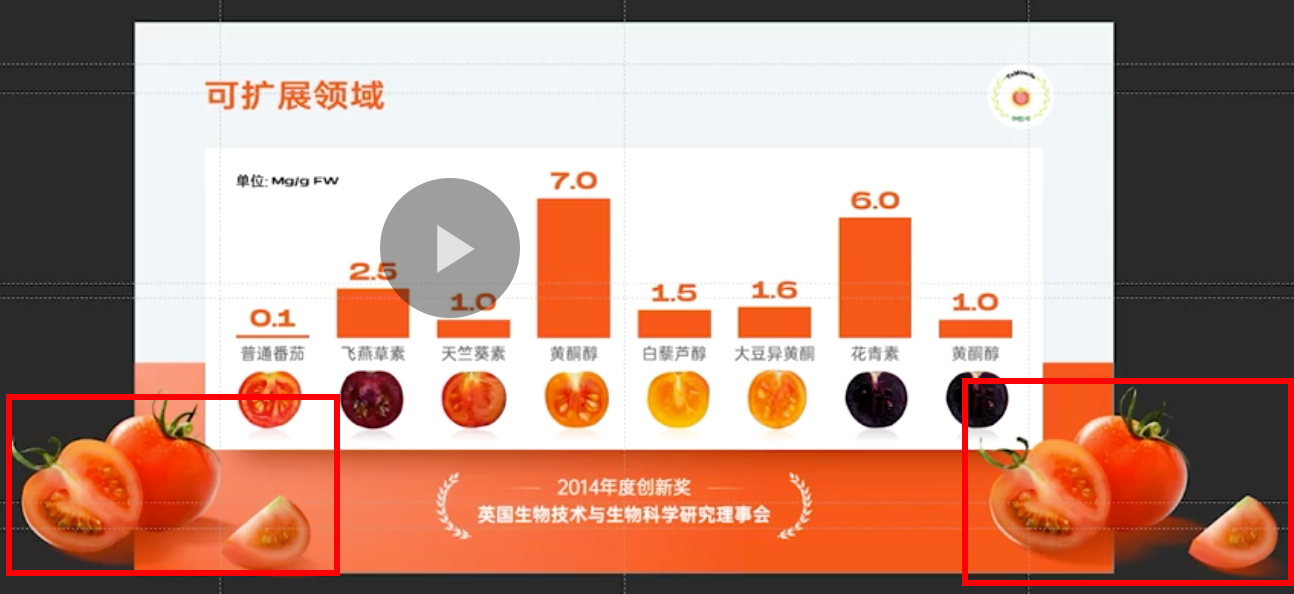 可扩展领域
单位: Mg/g FW
0.1
2.5
1.0
7.0
1.5
1.6
6.0
1.0
普通番茄
飞燕草素
天竺葵素
黄酮醇
白藜芦醇
大豆异黄酮
花青素
黄酮醇
2014年度创新奖
英国生物技术与生物科学研究理事会